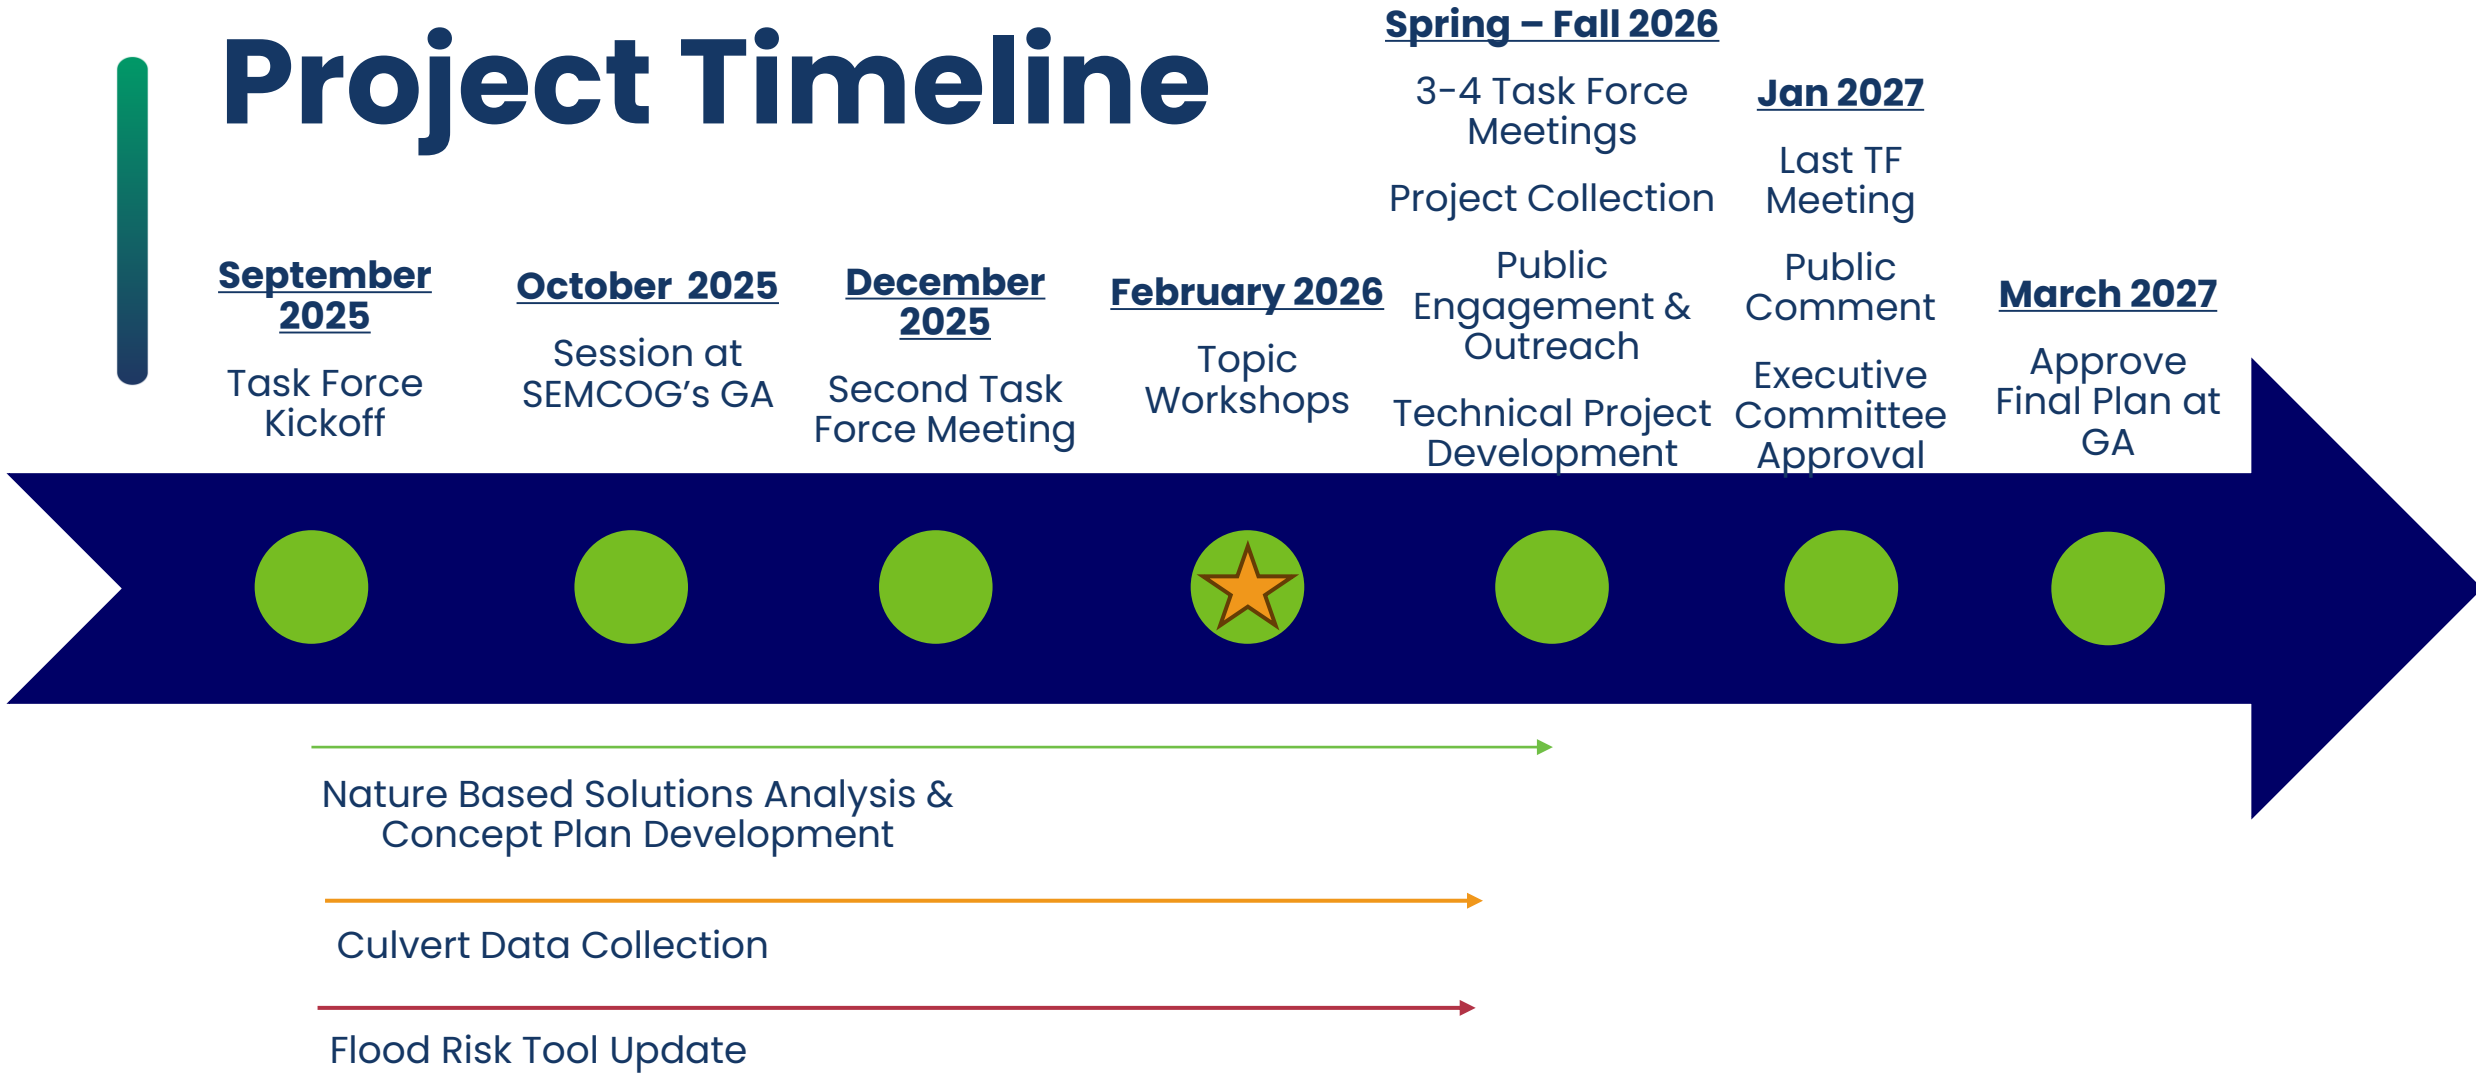 Project Timeline
September
2025
Task Force
Kickoff
October 2025
Session at
SEMCOG’s GA
December
2025
Second Task
Force Meeting
February 2026
Topic
Workshops
Spring – Fall 2026
3-4 Task Force
Meetings
Project Collection
Public
Engagement &
Outreach
Technical Project
Development
Jan 2027
Last TF
Meeting
Public
Comment
Executive
Committee
Approval
March 2027
Approve
Final Plan at
GA
Nature Based Solutions Analysis &
Concept Plan Development
Culvert Data Collection
Flood Risk Tool Update